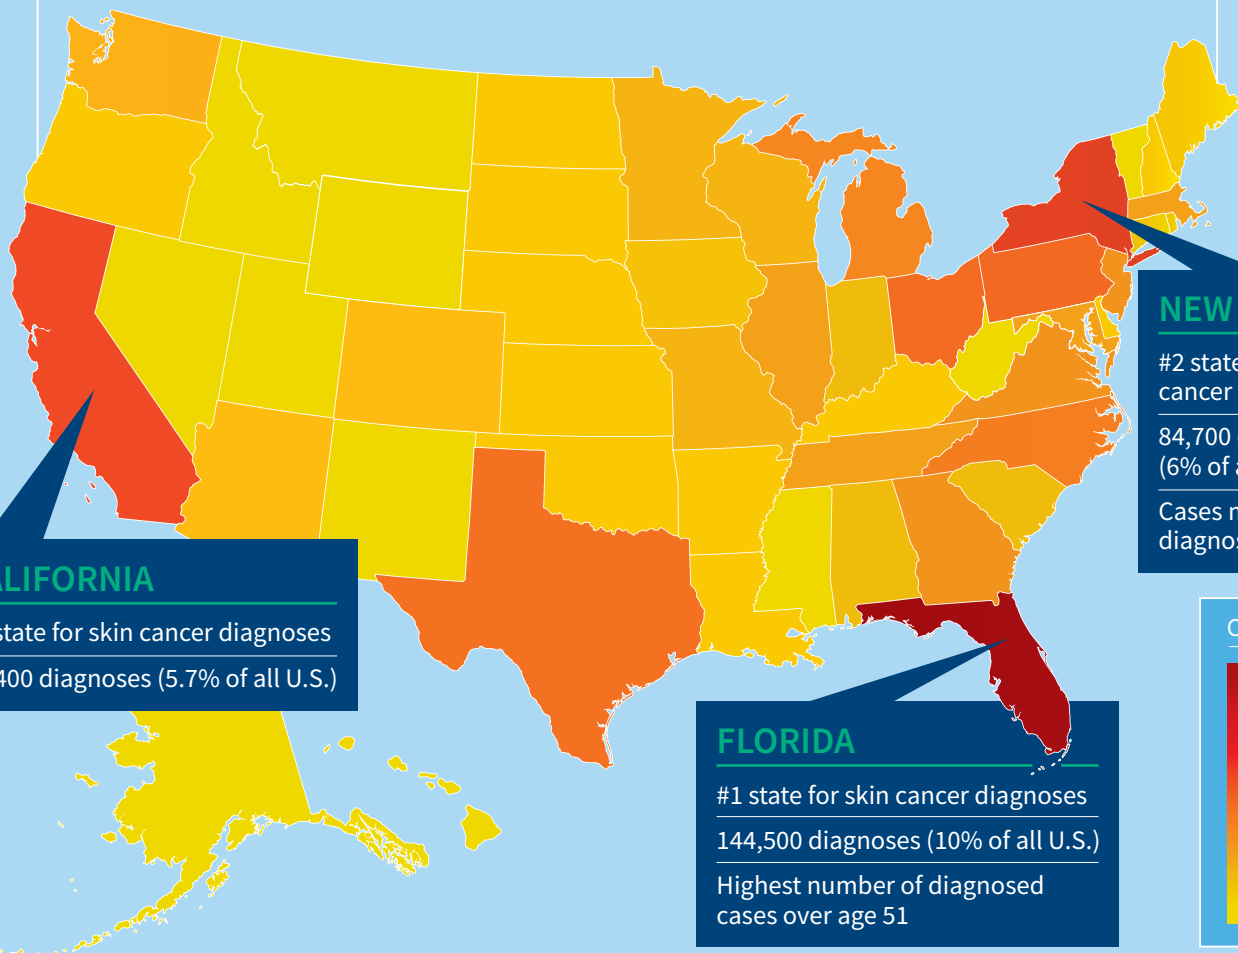 ALIFORNIA
state for skin cancer diagnoses
400 diagnoses (5.7% of all U.S.)
NEW
#2 state
cancer
84,700
(6% of a
Cases
diagnos
FLORIDA
#1 state for skin cancer diagnoses
144,500 diagnoses (10% of all U.S.)
Highest number of diagnosed
cases over age 51